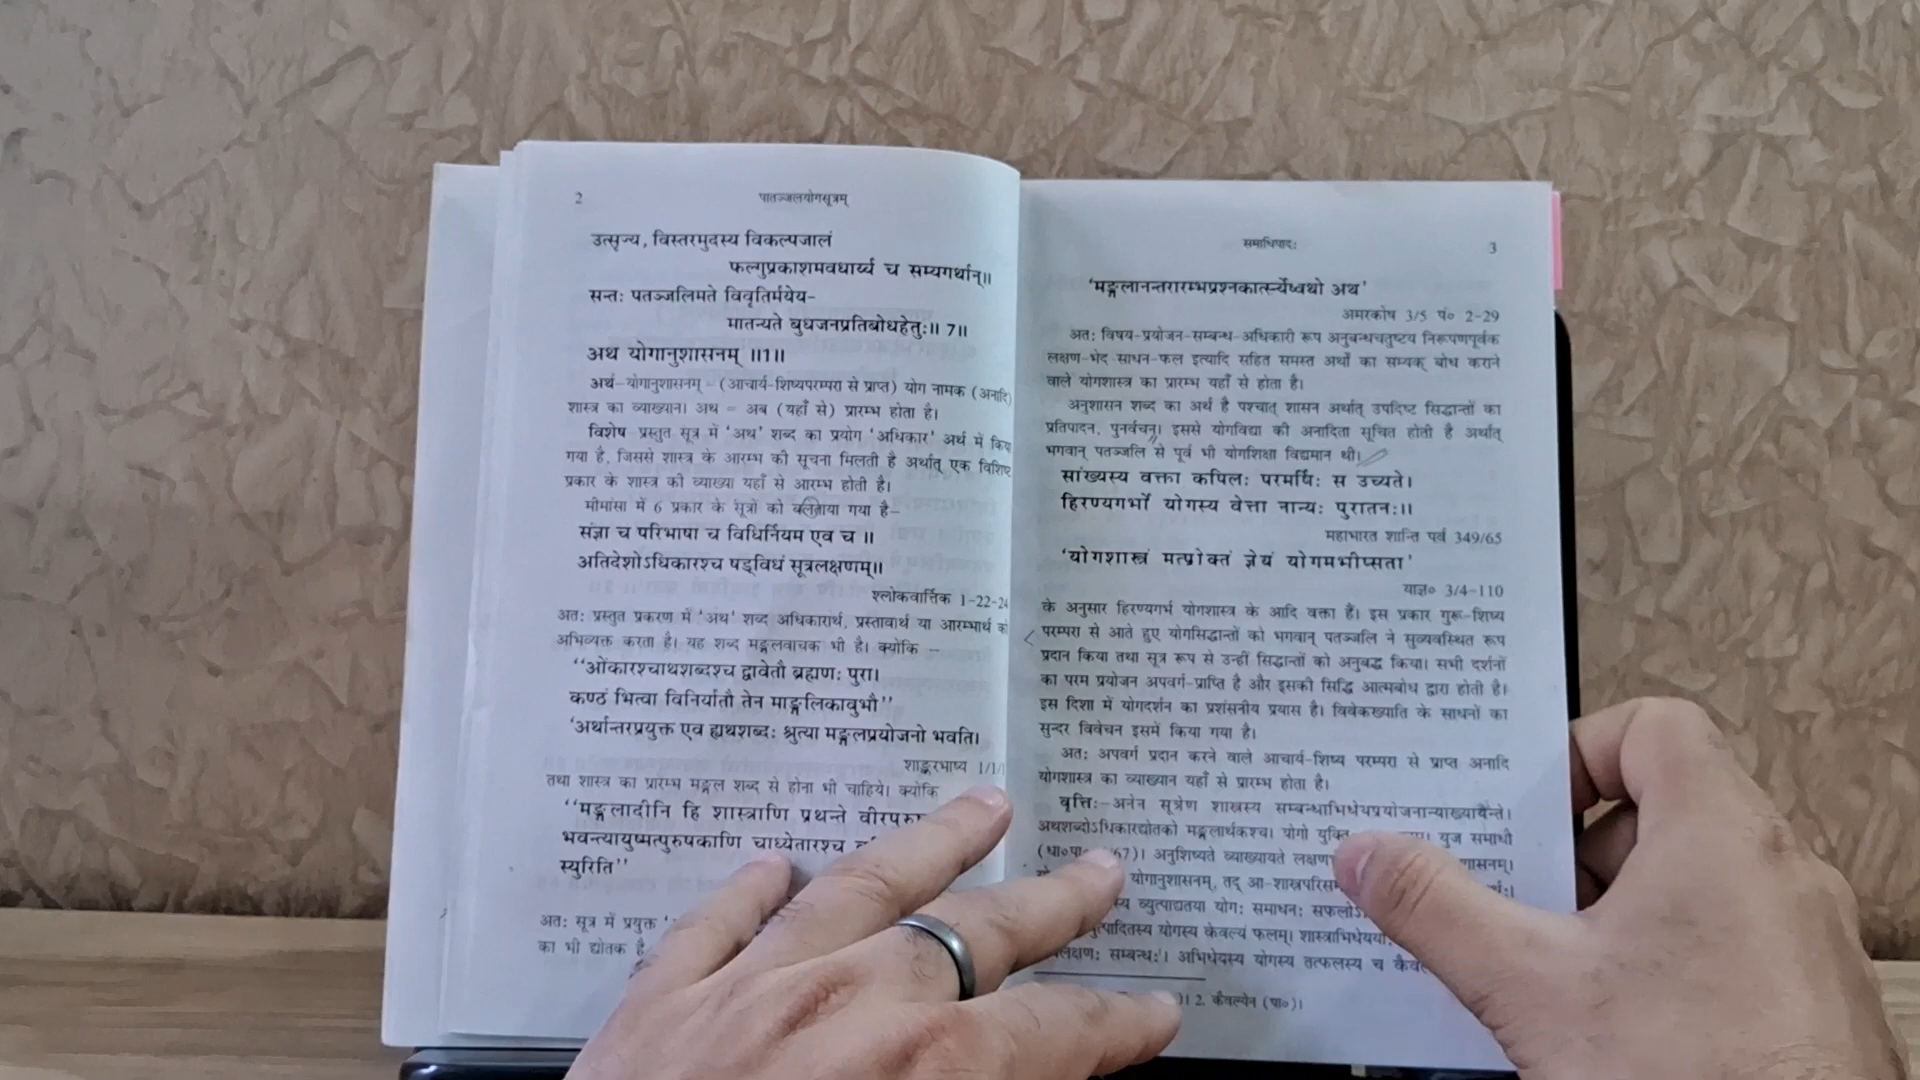 2
पातञ्जलयोगसूत्रम्
उत्सृज्य, विस्तरमुदस्य विकल्पजालं
फल्गुप्रकाशमवधार्य्य च सम्यगर्थान्॥
सन्तः पतञ्जलिमते विवृतिर्मयेय-
मातन्यते बुधजनप्रतिबोधहेतुः॥ 7॥
अथ योगानुशासनम् ॥1॥
अर्थ-योगानुशासनम् - (आचार्य-शिष्यपरम्परा से प्राप्त) योग नामक (अनादि)
शास्त्र का व्याख्यान। अथ = अब (यहाँ से) प्रारम्भ होता है।
विशेष-प्रस्तुत सूत्र में 'अथ' शब्द का प्रयोग 'अधिकार' अर्थ में किया
गया है, जिससे शास्त्र के आरम्भ की सूचना मिलती है अर्थात् एक विशिष्ट
प्रकार के शास्त्र की व्याख्या यहाँ से आरम्भ होती है।
मीमांसा में 6 प्रकार के सूत्रों को बतलाया गया है-
संज्ञा च परिभाषा च विधिर्नियम एव च ॥
अतिदेशोऽधिकारश्च षड्विधं सूत्रलक्षणम्॥
श्लोकवार्त्तिक 1-22-24
अतः प्रस्तुत प्रकरण में 'अथ' शब्द अधिकारार्थ, प्रस्तावार्थ या आरम्भार्थ को
अभिव्यक्त करता है। यह शब्द मङ्गलवाचक भी है। क्योंकि -
"ओंकारश्चाथशब्दश्च द्वावेतौ ब्रह्मणः पुरा।
कण्ठं भित्वा विनिर्यातौ तेन माङ्गलिकावुभौ"
'अर्थान्तरप्रयुक्त एव ह्यथशब्दः श्रुत्या मङ्गलप्रयोजनो भवति।
शाङ्करभाष्य 1/1/1
तथा शास्त्र का प्रारम्भ मङ्गल शब्द से होना भी चाहिये। क्योंकि
"मङ्गलादीनि हि शास्त्राणि प्रथन्ते
भवन्त्यायुष्मत्पुरुषकाणि चाध्येतारश्च
स्युरिति"
अतः सूत्र में प्रयुक्त
का भी द्योतक है
समाधिपादः
3
'मङ्गलानन्तरारम्भप्रश्नकार्त्स्न्येष्वथो अथ'
अमरकोष 3/5 पं० 2-29
अतः विषय-प्रयोजन-सम्बन्ध-अधिकारी रूप अनुबन्धचतुष्टय निरूपणपूर्वक
लक्षण-भेद साधन-फल इत्यादि सहित समस्त अर्थों का सम्यक् बोध कराने
वाले योगशास्त्र का प्रारम्भ यहाँ से होता है।
अनुशासन शब्द का अर्थ है पश्चात् शासन अर्थात् उपदिष्ट सिद्धान्तों का
प्रतिपादन, पुनर्वचन। इससे योगविद्या की अनादिता सूचित होती है अर्थात्
भगवान् पतञ्जलि से पूर्व भी योगशिक्षा विद्यमान थी।
सांख्यस्य वक्ता कपिलः परमर्षिः स उच्यते।
हिरण्यगर्भो योगस्य वेत्ता नान्यः पुरातनः॥
महाभारत शान्ति पर्व 349/65
'योगशास्त्रं मत्प्रोक्तं ज्ञेयं योगमभीप्सता'
याज्ञ० 3/4-110
के अनुसार हिरण्यगर्भ योगशास्त्र के आदि वक्ता हैं। इस प्रकार गुरू-शिष्य
परम्परा से आते हुए योगसिद्धान्तों को भगवान् पतञ्जलि ने सुव्यवस्थित रूप
प्रदान किया तथा सूत्र रूप से उन्हीं सिद्धान्तों को अनुबद्ध किया। सभी दर्शनों
का परम प्रयोजन अपवर्ग-प्राप्ति है और इसकी सिद्धि आत्मबोध द्वारा होती है।
इस दिशा में योगदर्शन का प्रशंसनीय प्रयास है। विवेकख्याति के साधनों का
सुन्दर विवेचन इसमें किया गया है।
अतः अपवर्ग प्रदान करने वाले आचार्य-शिष्य परम्परा से प्राप्त अनादि
योगशास्त्र का व्याख्यान यहाँ से प्रारम्भ होता है।
वृत्तिः-अनेन सूत्रेण शास्त्रस्य सम्बन्धाभिधेयप्रयोजनान्याख्यायन्ते।
अथशब्दोऽधिकारद्योतको मङ्गलार्थकश्च। योगो युक्ति युज समाधौ
अनुशिष्यते व्याख्यायते
योगानुशासनम्, तद्
व्युत्पाद्यतया योगः समाधनः
योगस्य कैवल्यं फलम्।
सम्बन्धः। अभिधेयस्य योगस्य तत्फलस्य च
2. कैवल्येन (पा०)।